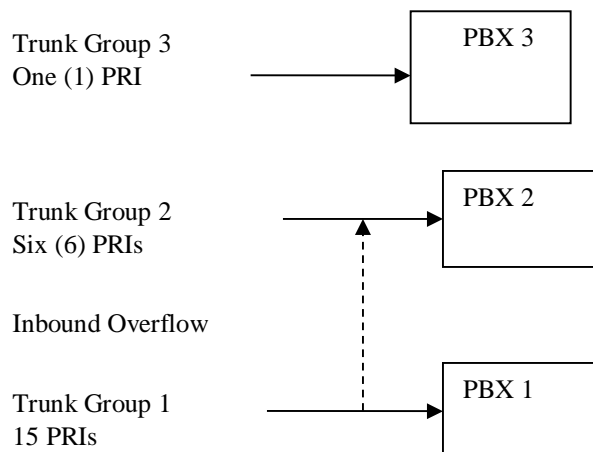 Trunk Group 3
One (1) PRI
PBX 3
Trunk Group 2
Six (6) PRIs
PBX 2
Inbound Overflow
Trunk Group 1
15 PRIs
PBX 1